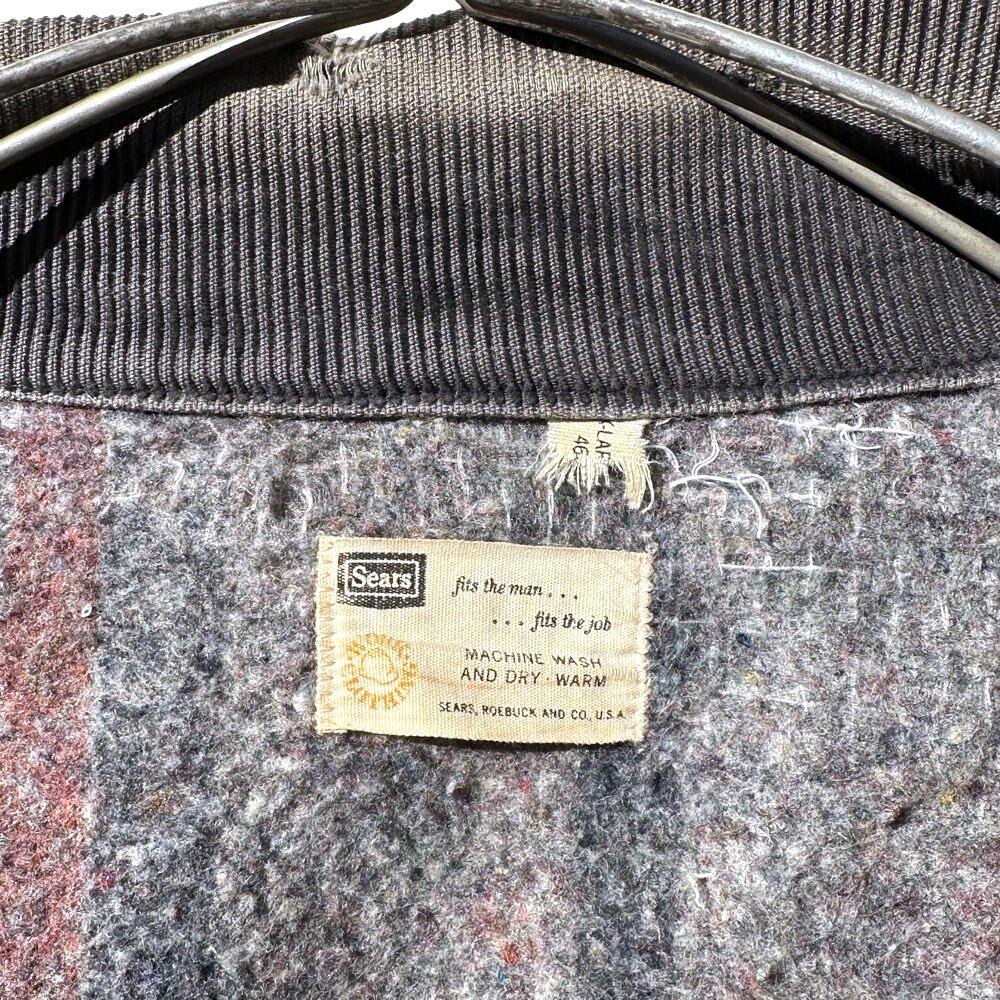 46
Sears
fits the man . . .
. . . fits the job
MACHINE WASH
AND DRY · WARM
SEARS, ROEBUCK AND CO., U.S.A.